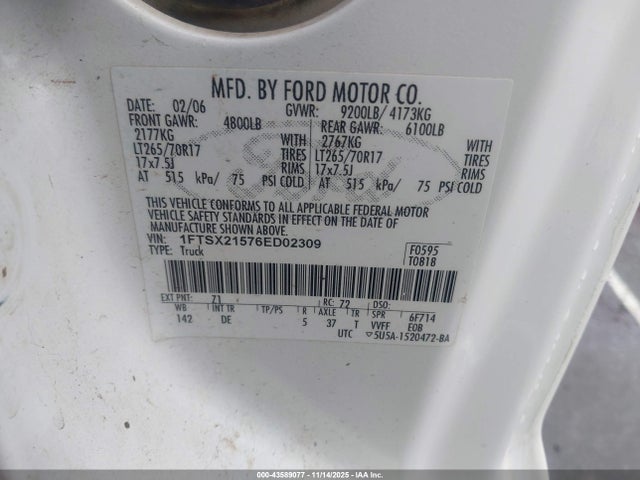 MFD. BY FORD MOTOR CO.
DATE: 02/06 GVWR: 9200LB/ 4173KG
FRONT GAWR: 4800LB REAR GAWR: 6100LB
2177KG WITH 2767KG WITH
LT265/70R17 TIRES LT265/70R17 TIRES
17x7.5J RIMS 17x7.5J RIMS
AT 515 kPa/ 75 PSI COLD AT 515 kPa/ 75 PSI COLD
THIS VEHICLE CONFORMS TO ALL APPLICABLE FEDERAL MOTOR
VEHICLE SAFETY STANDARDS IN EFFECT ON THE DATE OF
MANUFACTURE SHOWN ABOVE.
VIN: 1FTSX21576ED02309 F0595
TYPE: Truck T0818
EXT PNT: Z1 RC: 72 DSO:
WB INT TR TP/PS R AXLE TR SPR 6F714
142 DE 5 37 T VVFF E0B
UTC ▽5U5A-1520472-BA
Ford
000-43589077 - 11/14/2025 - IAA Inc.